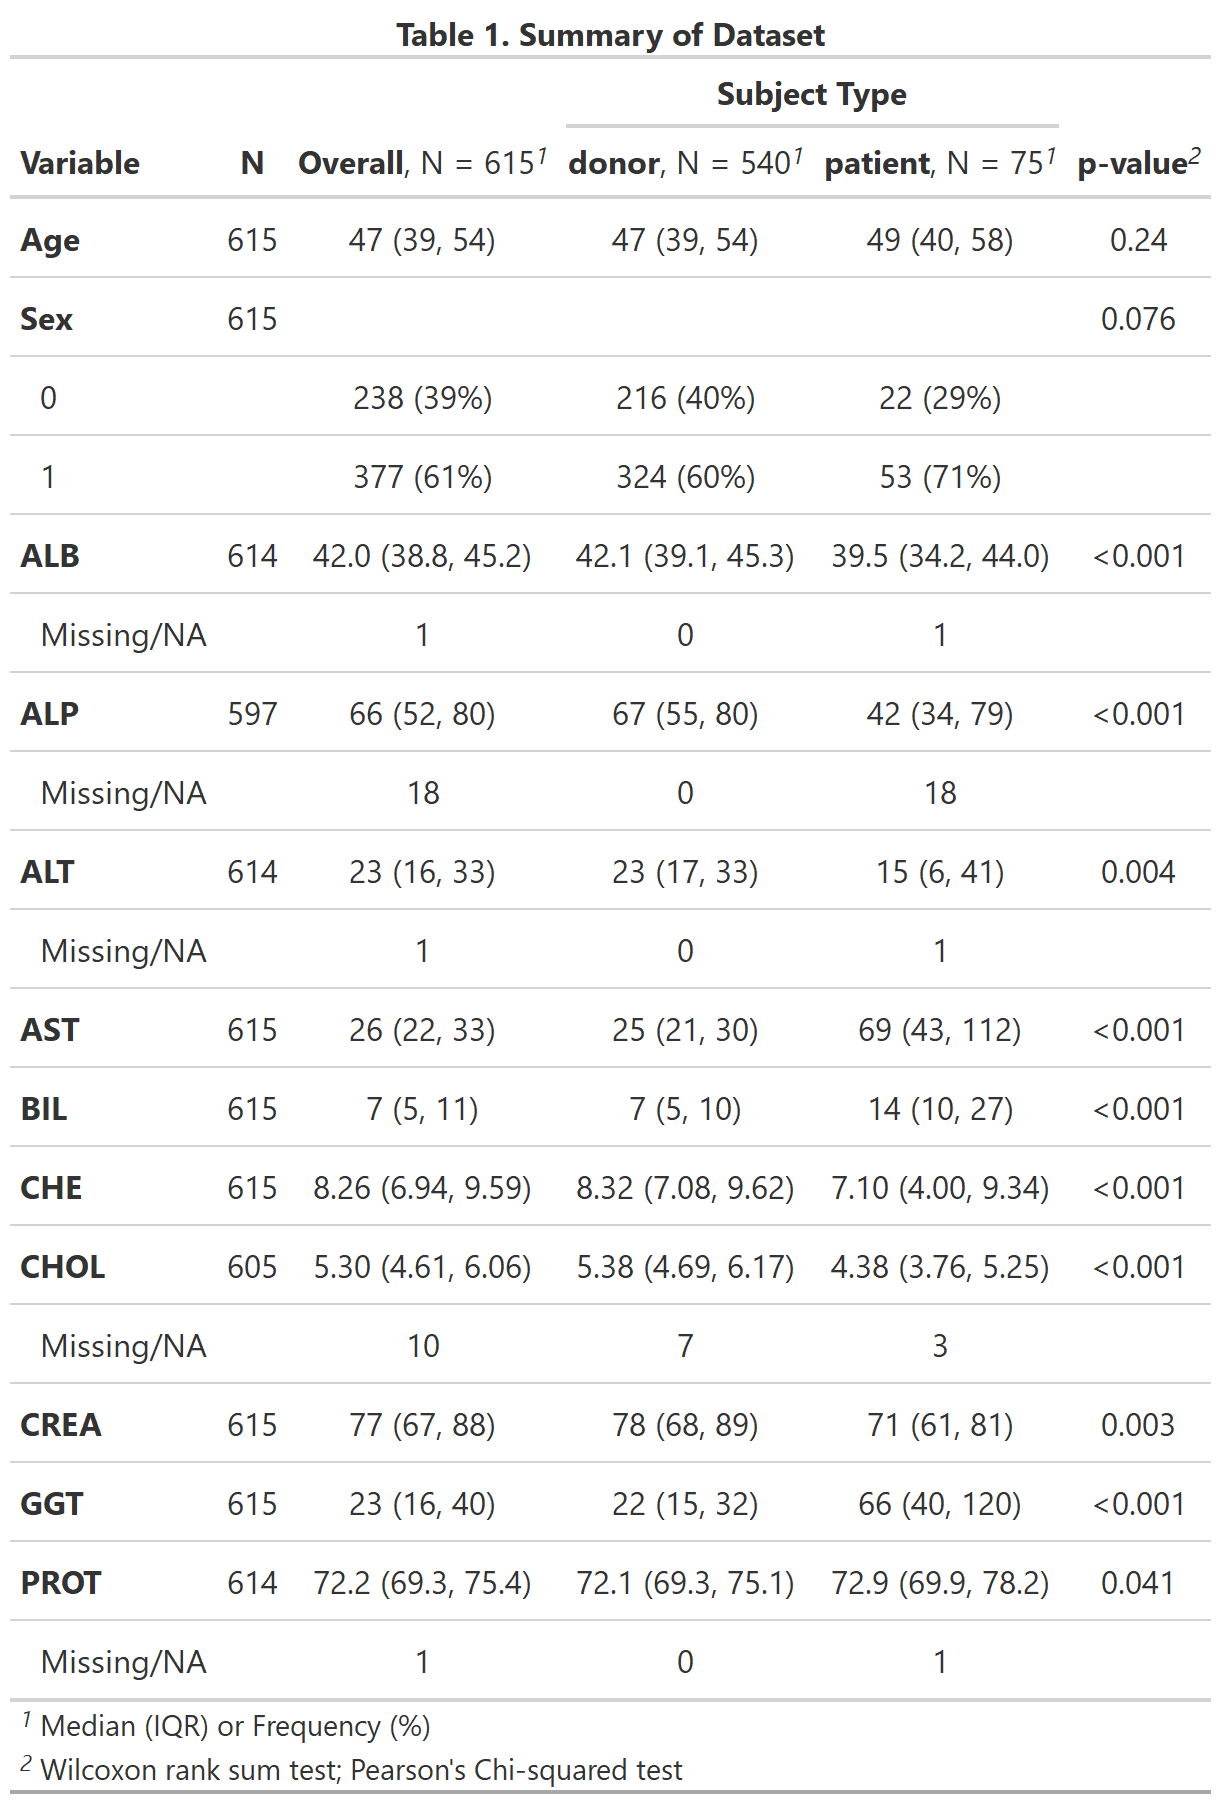 Table 1. Summary of Dataset
Subject Type
Variable N Overall, N = 615¹ donor, N = 540¹ patient, N = 75¹ p-value²
Age 615 47 (39, 54) 47 (39, 54) 49 (40, 58) 0.24
Sex 615 0.076
0 238 (39%) 216 (40%) 22 (29%)
1 377 (61%) 324 (60%) 53 (71%)
ALB 614 42.0 (38.8, 45.2) 42.1 (39.1, 45.3) 39.5 (34.2, 44.0) <0.001
Missing/NA 1 0 1
ALP 597 66 (52, 80) 67 (55, 80) 42 (34, 79) <0.001
Missing/NA 18 0 18
ALT 614 23 (16, 33) 23 (17, 33) 15 (6, 41) 0.004
Missing/NA 1 0 1
AST 615 26 (22, 33) 25 (21, 30) 69 (43, 112) <0.001
BIL 615 7 (5, 11) 7 (5, 10) 14 (10, 27) <0.001
CHE 615 8.26 (6.94, 9.59) 8.32 (7.08, 9.62) 7.10 (4.00, 9.34) <0.001
CHOL 605 5.30 (4.61, 6.06) 5.38 (4.69, 6.17) 4.38 (3.76, 5.25) <0.001
Missing/NA 10 7 3
CREA 615 77 (67, 88) 78 (68, 89) 71 (61, 81) 0.003
GGT 615 23 (16, 40) 22 (15, 32) 66 (40, 120) <0.001
PROT 614 72.2 (69.3, 75.4) 72.1 (69.3, 75.1) 72.9 (69.9, 78.2) 0.041
Missing/NA 1 0 1
¹ Median (IQR) or Frequency (%)
² Wilcoxon rank sum test; Pearson's Chi-squared test